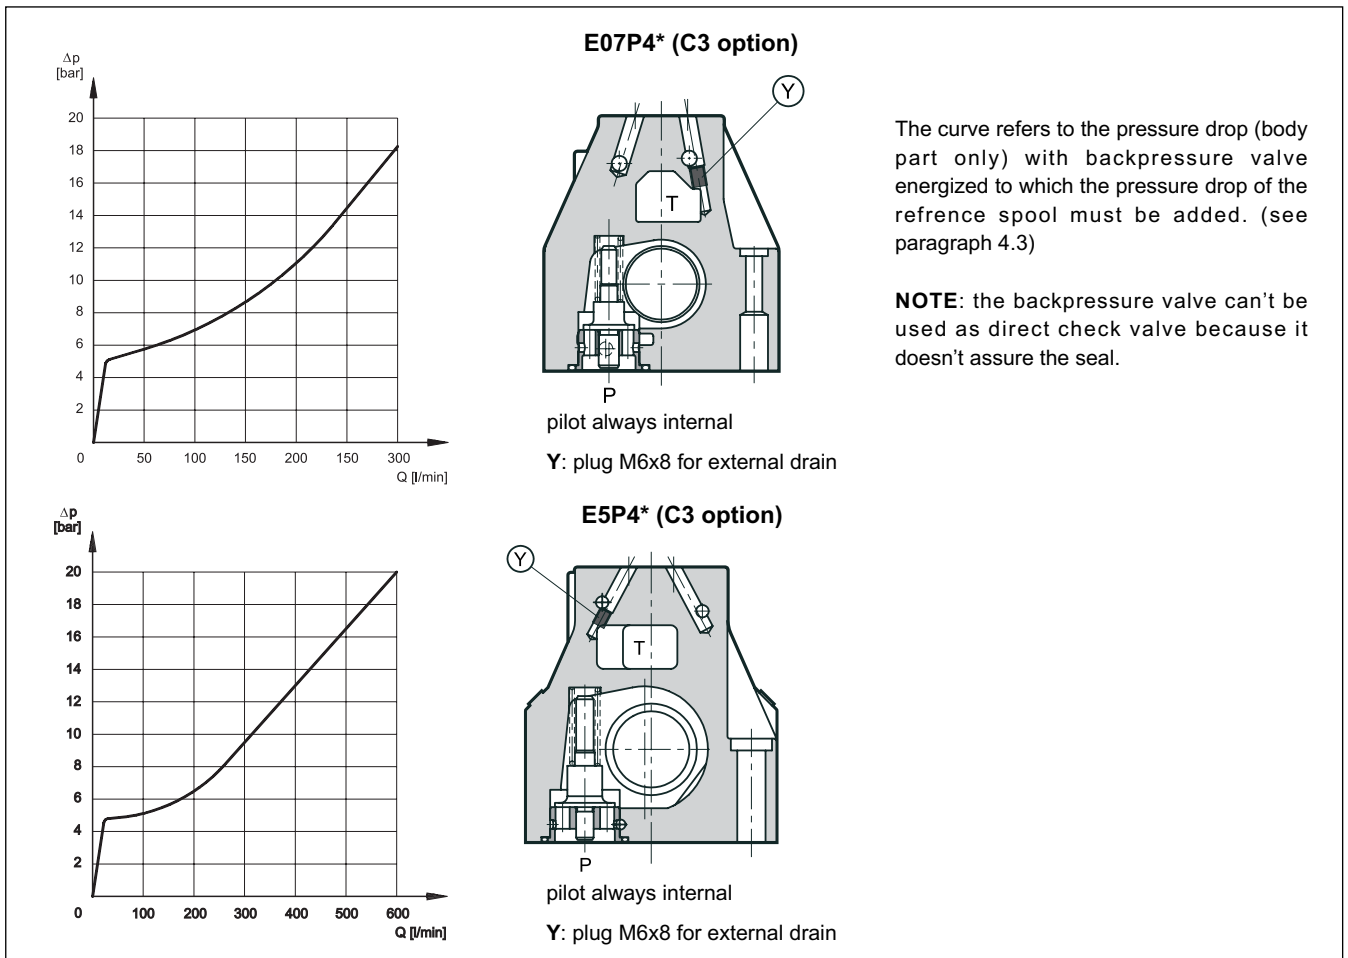 E07P4* (C3 option)
Δp
[bar]
20
18
16
14
12
10
8
6
4
2
0 50 100 150 200 150 300
Q [l/min]
Y
T
P
pilot always internal
Y: plug M6x8 for external drain
The curve refers to the pressure drop (body
part only) with backpressure valve
energized to which the pressure drop of the
refrence spool must be added. (see
paragraph 4.3)
NOTE: the backpressure valve can't be
used as direct check valve because it
doesn't assure the seal.
E5P4* (C3 option)
Δp
[bar]
20
18
16
14
12
10
8
6
4
2
0 100 200 300 400 500 600
Q [l/min]
Y
T
P
pilot always internal
Y: plug M6x8 for external drain